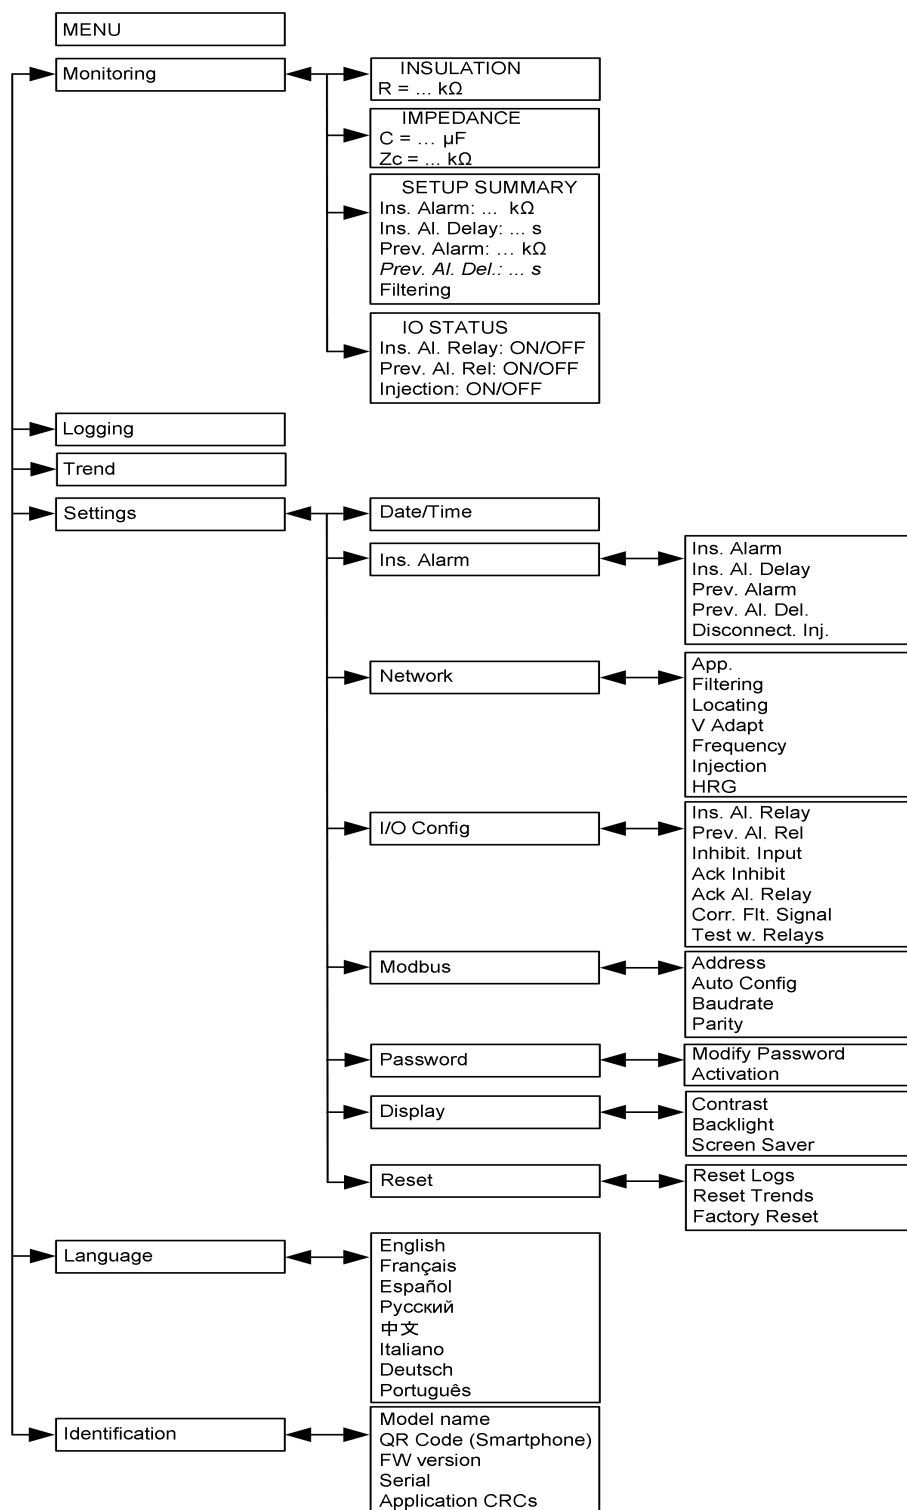 MENU
Monitoring
INSULATION
R = ... kΩ
IMPEDANCE
C = ... µF
Zc = ... kΩ
SETUP SUMMARY
Ins. Alarm: ... kΩ
Ins. Al. Delay: ... s
Prev. Alarm: ... kΩ
Prev. Al. Del.: ... s
Filtering
IO STATUS
Ins. Al. Relay: ON/OFF
Prev. Al. Rel: ON/OFF
Injection: ON/OFF
Logging
Trend
Settings
Date/Time
Ins. Alarm
Ins. Alarm
Ins. Al. Delay
Prev. Alarm
Prev. Al. Del.
Disconnect. Inj.
Network
App.
Filtering
Locating
V Adapt
Frequency
Injection
HRG
I/O Config
Ins. Al. Relay
Prev. Al. Rel
Inhibit. Input
Ack Inhibit
Ack Al. Relay
Corr. Flt. Signal
Test w. Relays
Modbus
Address
Auto Config
Baudrate
Parity
Password
Modify Password
Activation
Display
Contrast
Backlight
Screen Saver
Reset
Reset Logs
Reset Trends
Factory Reset
Language
English
Français
Español
Русский
中文
Italiano
Deutsch
Português
Identification
Model name
QR Code (Smartphone)
FW version
Serial
Application CRCs